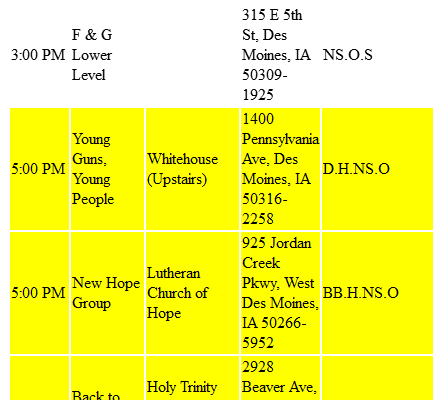 3:00 PM
F & G
Lower
Level
315 E 5th
St, Des
Moines, IA
50309-
1925
NS.O.S
5:00 PM
Young
Guns,
Young
People
Whitehouse
(Upstairs)
1400
Pennsylvania
Ave, Des
Moines, IA
50316-
2258
D.H.NS.O
5:00 PM
New Hope
Group
Lutheran
Church of
Hope
925 Jordan
Creek
Pkwy, West
Des Moines,
IA 50266-
5952
BB.H.NS.O
Back to
Holy Trinity
2928
Beaver Ave,